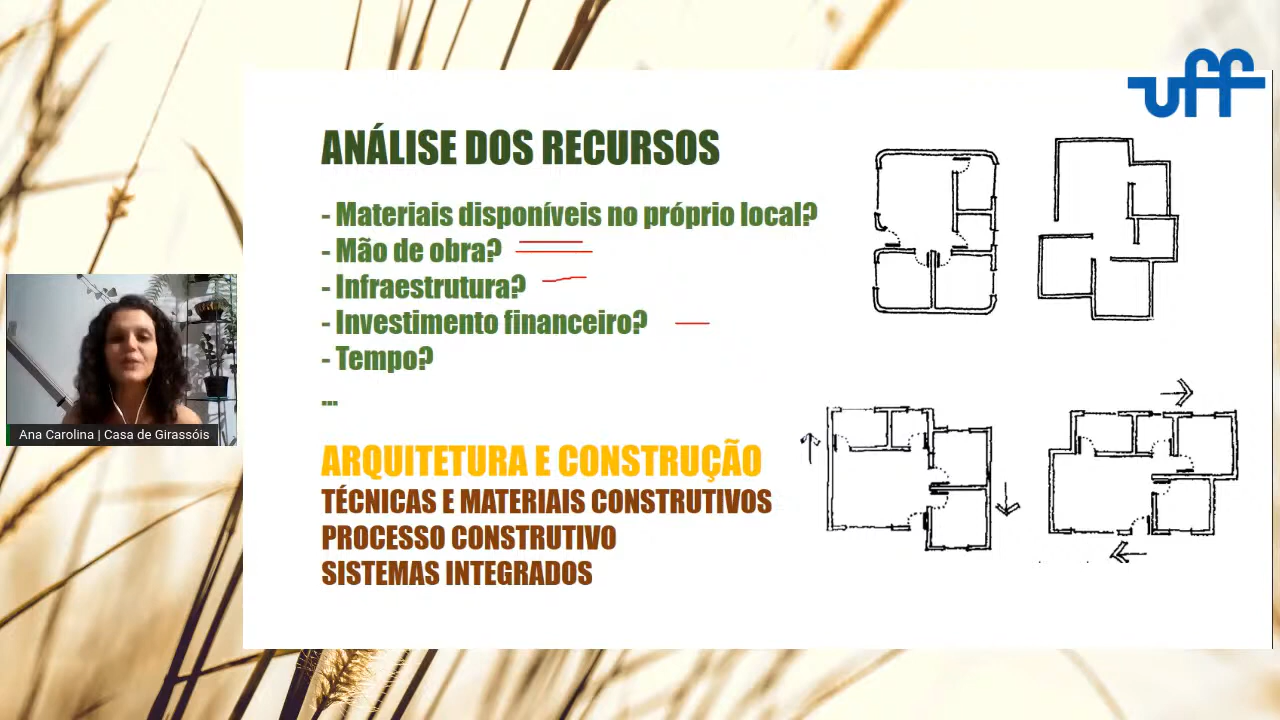 uff
ANÁLISE DOS RECURSOS
- Materiais disponíveis no próprio local?
- Mão de obra?
- Infraestrutura?
- Investimento financeiro?
- Tempo?
...
ARQUITETURA E CONSTRUÇÃO
TÉCNICAS E MATERIAIS CONSTRUTIVOS
PROCESSO CONSTRUTIVO
SISTEMAS INTEGRADOS
Ana Carolina | Casa de Girassóis